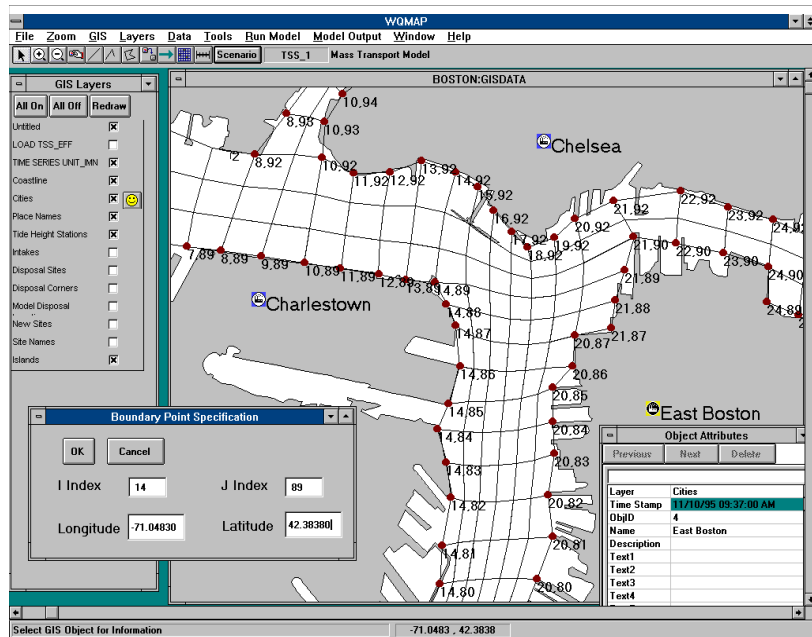 WQMAP
File Zoom GIS Layers Data Tools Run Model Model Output Window Help
Scenario TSS_1 Mass Transport Model
GIS Layers
All On All Off Redraw
Untitled
LOAD TSS_EFF
TIME SERIES UNIT_IMN
Coastline
Cities
Place Names
Tide Height Stations
Intakes
Disposal Sites
Disposal Corners
Model Disposal
New Sites
Site Names
Islands
BOSTON:GISDATA
10,94
8,93
10,93
2
8,92
10,92
11,92
12,92
13,92
14,92
15,92
16,92
17,92
18,92
19,92
20,92
21,92
22,92
23,92
24,92
Chelsea
7,89
8,89
9,89
10,89
11,89
12,89
13,89
14,89
21,90
22,90
23,90
24,90
21,89
24,89
Charlestown
14,88
21,88
14,87
20,87
21,87
14,86
20,86
14,85
20,85
14,84
20,84
East Boston
14,83
20,83
14,82
20,82
14,81
20,81
14,80
20,80
Boundary Point Specification
OK Cancel
I Index 14 J Index 89
Longitude -71.04830 Latitude 42.38380
Object Attributes
Previous Next Delete
Layer Cities
Time Stamp 11/10/95 09:37:00 AM
ObjID 4
Name East Boston
Description
Text1
Text2
Text3
Text4
Select GIS Object for Information -71.0483 , 42.3838